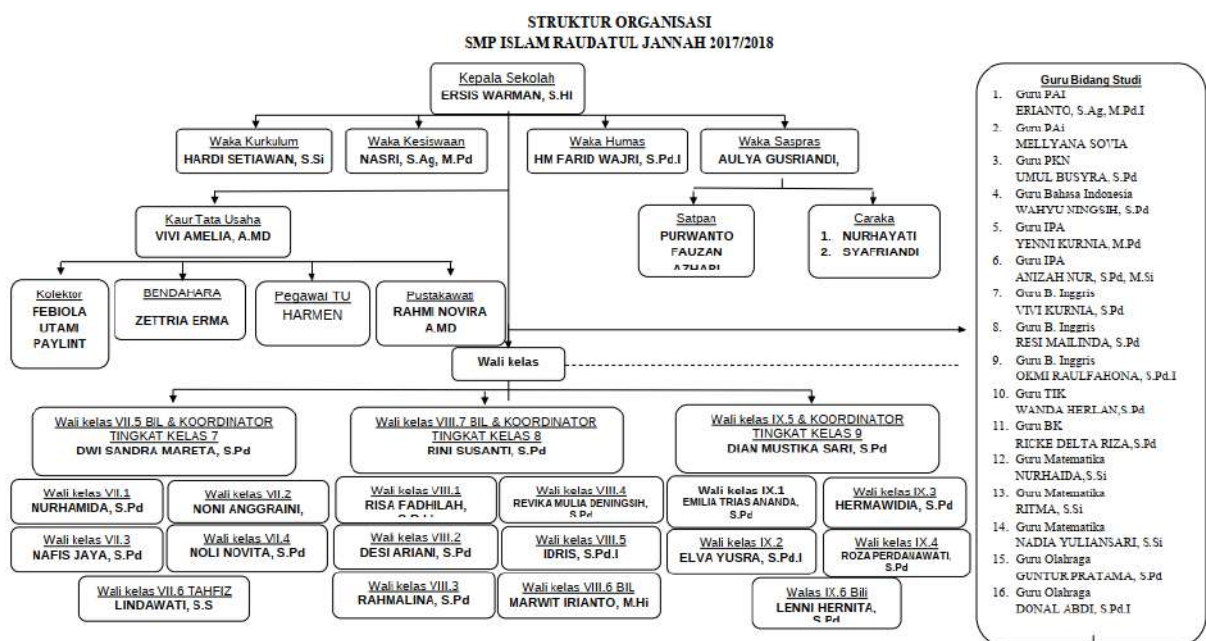 STRUKTUR ORGANISASI
SMP ISLAM RAUDATUL JANNAH 2017/2018
Kepala Sekolah
ERSIS WARMAN, S.HI
Waka Kurkulum
HARDI SETIAWAN, S.Si
Waka Kesiswaan
NASRI, S.Ag, M.Pd
Waka Humas
HM FARID WAJRI, S.Pd.I
Waka Saspras
AULYA GUSRIANDI,
Kaur Tata Usaha
VIVI AMELIA, A.MD
Satpan
PURWANTO
FAUZAN
AZHARI
Caraka
1. NURHAYATI
2. SYAFRIANDI
Kolektor
FEBIOLA
UTAMI
PAYLINT
BENDAHARA
ZETTRIA ERMA
Pegawai TU
HARMEN
Pustakawati
RAHMI NOVIRA
A.MD
Wali kelas
Wali kelas VII.5 BIL & KOORDINATOR
TINGKAT KELAS 7
DWI SANDRA MARETA, S.Pd
Wali kelas VIII.7 BIL & KOORDINATOR
TINGKAT KELAS 8
RINI SUSANTI, S.Pd
Wali kelas IX.5 & KOORDINATOR
TINGKAT KELAS 9
DIAN MUSTIKA SARI, S.Pd
Wali kelas VII.1
NURHAMIDA, S.Pd
Wali kelas VII.2
NONI ANGGRAINI,
Wali kelas VII.3
NAFIS JAYA, S.Pd
Wali kelas VII.4
NOLI NOVITA, S.Pd
Wali kelas VII.6 TAHFIZ
LINDAWATI, S.S
Wali kelas VIII.1
RISA FADHILAH,
Wali kelas VIII.4
REVIKA MULIA DENINGSIH,
S.Pd
Wali kelas VIII.2
DESI ARIANI, S.Pd
Wali kelas VIII.5
IDRIS, S.Pd.I
Wali kelas VIII.3
RAHMALINA, S.Pd
Wali kelas VIII.6 BIL
MARWIT IRIANTO, M.Hi
Wali kelas IX.1
EMILIA TRIAS ANANDA,
S.Pd
Wali kelas IX.3
HERMAWIDIA, S.Pd
Wali kelas IX.2
ELVA YUSRA, S.Pd.I
Wali kelas IX.4
ROZA PERDANAWATI,
S.Pd
Walas IX.6 Bili
LENNI HERNITA,
S.Pd
Guru Bidang Studi
1. Guru PAI
ERIANTO, S.Ag, M.Pd.I
2. Guru PAi
MELLYANA SOVIA
3. Guru PKN
UMUL BUSYRA, S.Pd
4. Guru Bahasa Indonesia
WAHYU NINGSIH, S.Pd
5. Guru IPA
YENNI KURNIA, M.Pd
6. Guru IPA
ANIZAH NUR, S.Pd, M.Si
7. Guru B. Inggris
VIVI KURNIA, S.Pd
8. Guru B. Inggris
RESI MAILINDA, S.Pd
9. Guru B. Inggris
OKMI RAULFAHONA, S.Pd.I
10. Guru TIK
WANDA HERLAN,S.Pd
11. Guru BK
RICKE DELTA RIZA,S.Pd
12. Guru Matematika
NURHAIDA, S.Si
13. Guru Matematika
RITMA, S.Si
14. Guru Matematika
NADIA YULIANSARI, S.Si
15. Guru Olahraga
GUNTUR PRATAMA, S.Pd
16. Guru Olahraga
DONAL ABDI, S.Pd.I